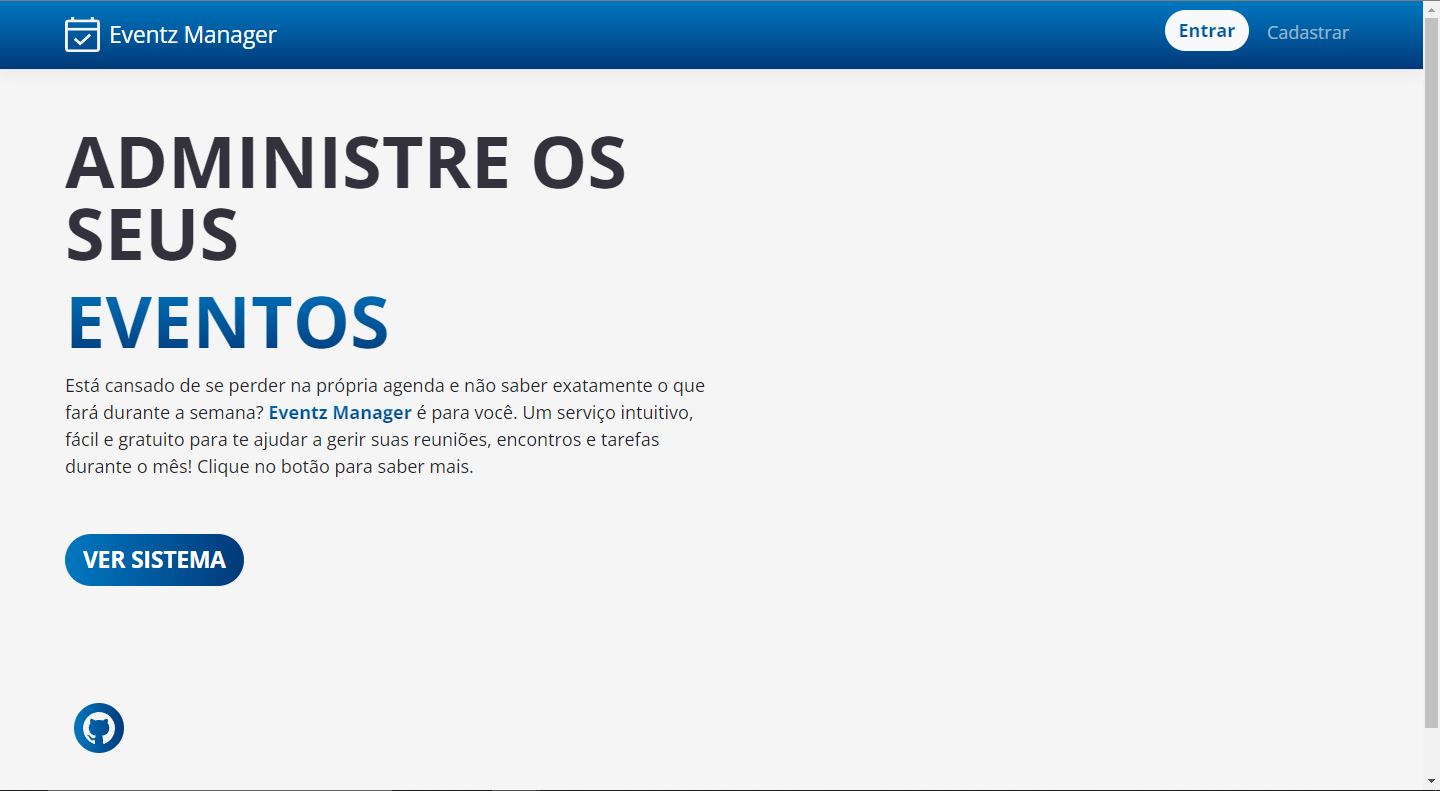 Eventz Manager
Entrar
Cadastrar
ADMINISTRE OS
SEUS
EVENTOS
Está cansado de se perder na própria agenda e não saber exatamente o que
fará durante a semana? Eventz Manager é para você. Um serviço intuitivo,
fácil e gratuito para te ajudar a gerir suas reuniões, encontros e tarefas
durante o mês! Clique no botão para saber mais.
VER SISTEMA